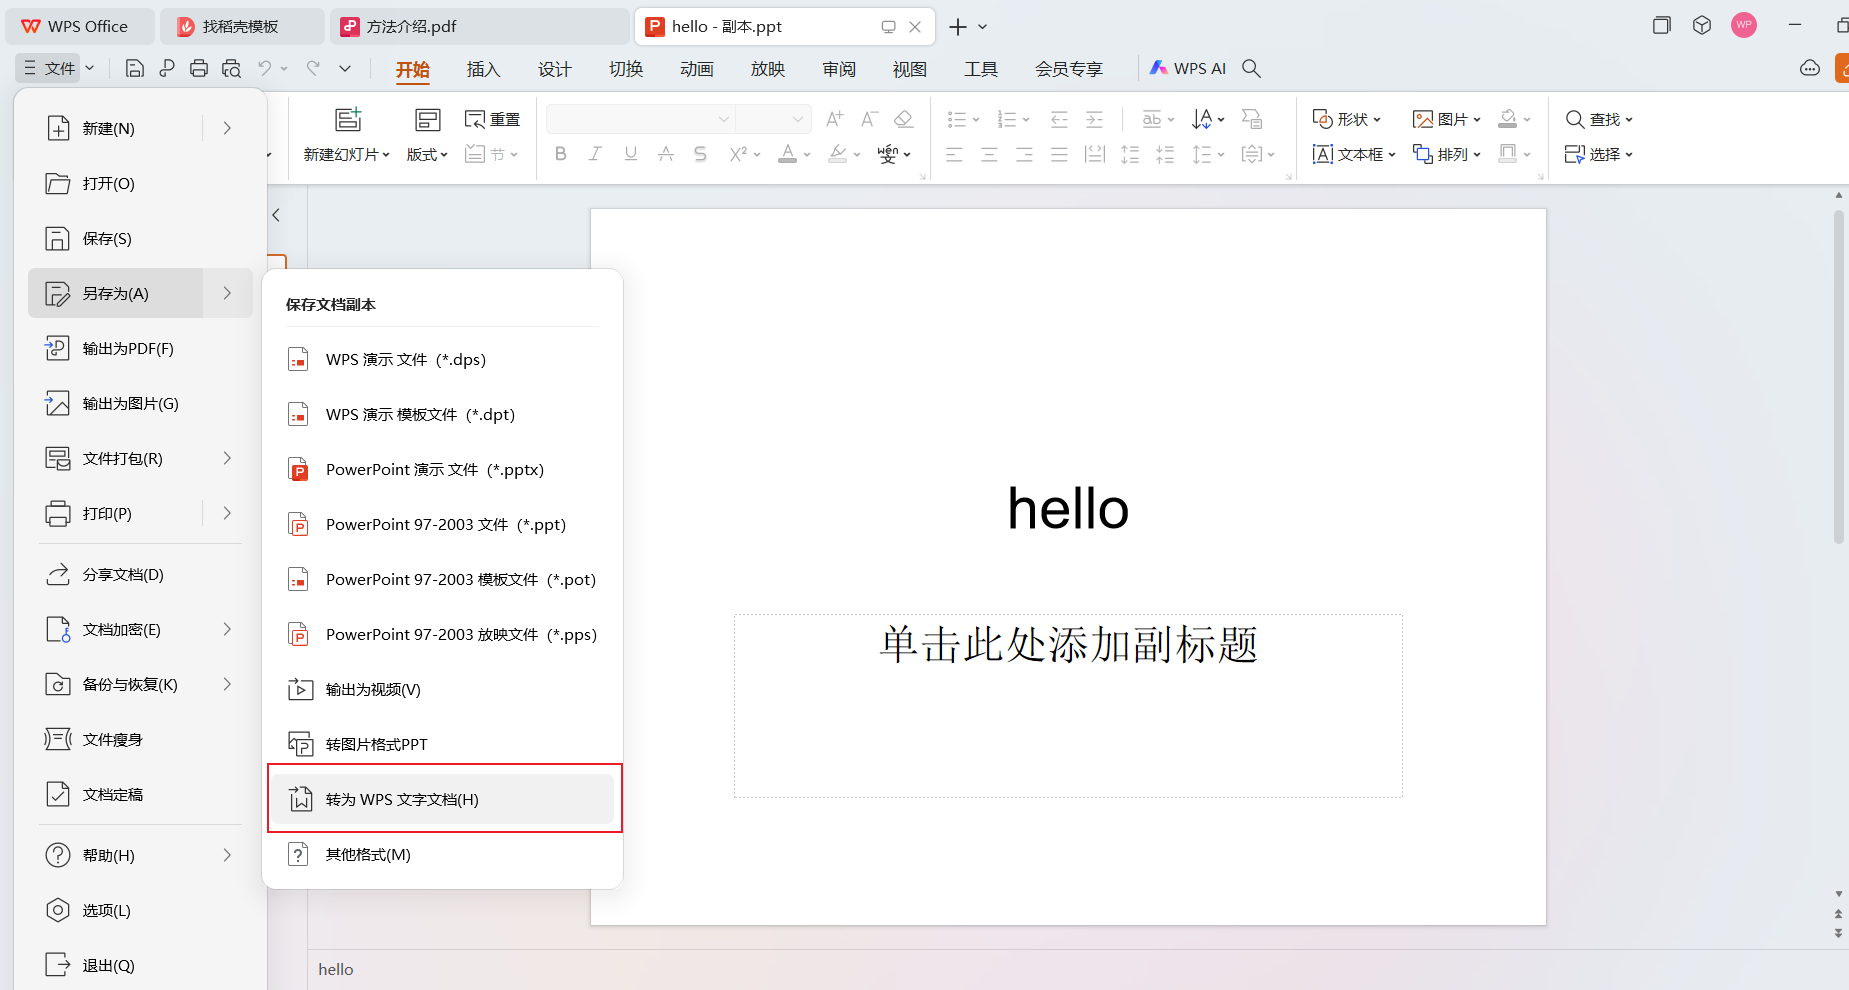 WPS Office
找稻壳模板
方法介绍.pdf
hello - 副本.ppt
WP
文件
开始
插入
设计
切换
动画
放映
审阅
视图
工具
会员专享
WPS AI
新建幻灯片
版式
重置
节
形状
图片
查找
文本框
排列
选择
新建(N)
打开(O)
保存(S)
另存为(A)
输出为PDF(F)
输出为图片(G)
文件打包(R)
打印(P)
分享文档(D)
文档加密(E)
备份与恢复(K)
文件瘦身
文档定稿
帮助(H)
选项(L)
退出(Q)
保存文档副本
WPS 演示 文件 (*.dps)
WPS 演示 模板文件 (*.dpt)
PowerPoint 演示 文件 (*.pptx)
PowerPoint 97-2003 文件 (*.ppt)
PowerPoint 97-2003 模板文件 (*.pot)
PowerPoint 97-2003 放映文件 (*.pps)
输出为视频(V)
转图片格式PPT
转为 WPS 文字文档(H)
其他格式(M)
hello
单击此处添加副标题
hello